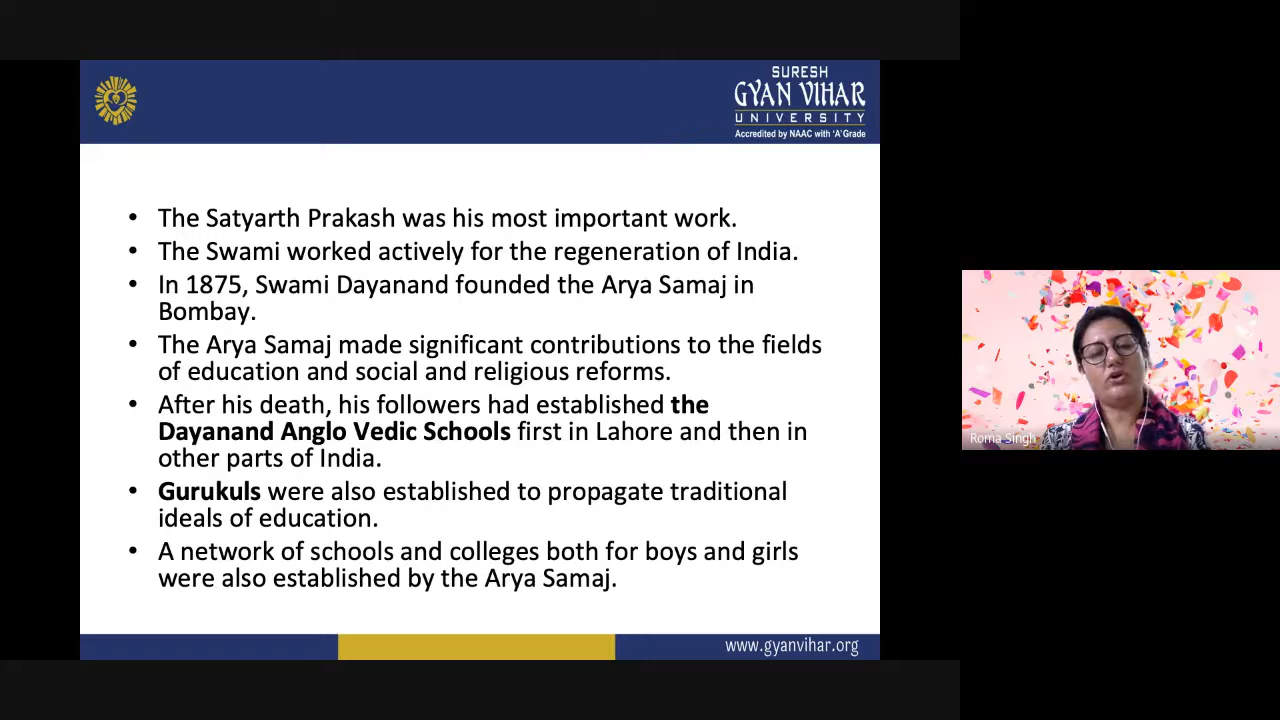 SURESH
GYAN VIHAR
UNIVERSITY
Accredited by NAAC with 'A' Grade
• The Satyarth Prakash was his most important work.
• The Swami worked actively for the regeneration of India.
• In 1875, Swami Dayanand founded the Arya Samaj in
Bombay.
• The Arya Samaj made significant contributions to the fields
of education and social and religious reforms.
• After his death, his followers had established the
Dayanand Anglo Vedic Schools first in Lahore and then in
other parts of India.
• Gurukuls were also established to propagate traditional
ideals of education.
• A network of schools and colleges both for boys and girls
were also established by the Arya Samaj.
www.gyanvihar.org
Roma Singh